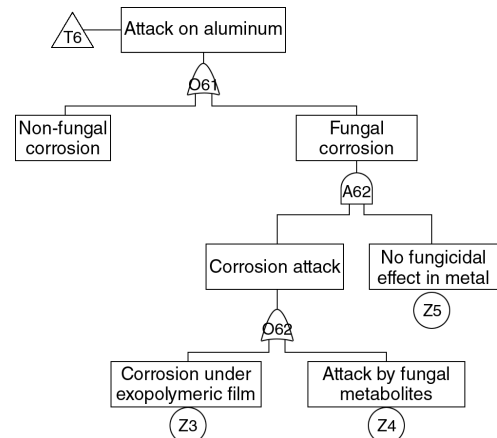 T6
Attack on aluminum
O61
Non-fungal
corrosion
Fungal
corrosion
A62
Corrosion attack
No fungicidal
effect in metal
Z5
O62
Corrosion under
exopolymeric film
Attack by fungal
metabolites
Z3
Z4